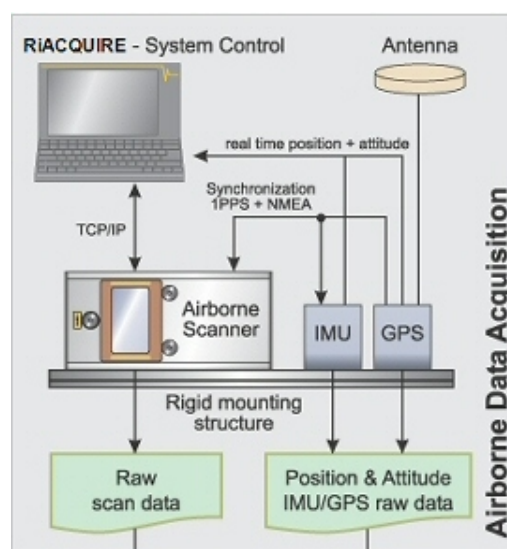 RiACQUIRE - System Control
Antenna
real time position + attitude
Synchronization
1PPS + NMEA
TCP/IP
Airborne
Scanner
IMU
GPS
Rigid mounting
structure
Raw
scan data
Position & Attitude
IMU/GPS raw data
Airborne Data Acquisition